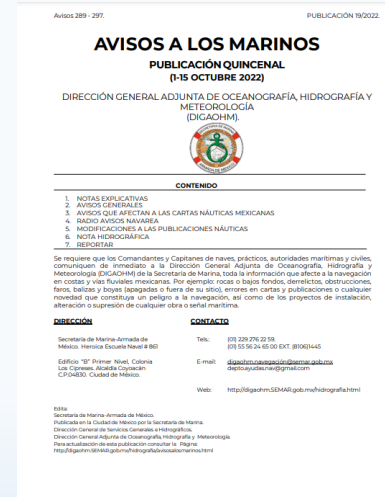 Avisos 289 - 297. PUBLICACIÓN 19/2022.
AVISOS A LOS MARINOS
PUBLICACIÓN QUINCENAL
(1-15 OCTUBRE 2022)
DIRECCIÓN GENERAL ADJUNTA DE OCEANOGRAFÍA, HIDROGRAFÍA Y
METEOROLOGÍA
(DIGAOHM).
CONTENIDO
1. NOTAS EXPLICATIVAS
2. AVISOS GENERALES
3. AVISOS QUE AFECTAN A LAS CARTAS NÁUTICAS MEXICANAS
4. RADIO AVISOS NAVAREA
5. MODIFICACIONES A LAS PUBLICACIONES NÁUTICAS
6. NOTA HIDROGRÁFICA
7. REPORTAR
Se requiere que los Comandantes y Capitanes de naves, prácticos, autoridades marítimas y civiles,
comuniquen de inmediato a la Dirección General Adjunta de Oceanografía, Hidrografía y
Meteorología (DIGAOHM) de la Secretaría de Marina, toda la información que afecte a la navegación
en costas y vías fluviales mexicanas. Por ejemplo: rocas o bajos fondos, derrelictos, obstrucciones,
faros, balizas y boyas (apagadas o fuera de su sitio), errores en cartas y publicaciones o cualquier
novedad que constituya un peligro a la navegación, así como de los proyectos de instalación,
alteración o supresión de cualquier obra o señal marítima.
DIRECCIÓN CONTACTO
Secretaría de Marina-Armada de Tels: (01) 229 276 22 59.
México. Heroica Escuela Naval # 861 (01) 55 56 24 65 00 EXT. (8106)1445
Edificio "B" Primer Nivel, Colonia E-mail: digaohm.navegación@semar.gob.mx
Los Cipreses. Alcaldía Coyoacán depto.ayudas.nav@gmail.com
C.P.04830. Ciudad de México.
Web: http://digaohm.SEMAR.gob.mx/hidrografia.html
Edita:
Secretaría de Marina-Armada de México.
Publicada en la Ciudad de México por la Secretaría de Marina.
Dirección General de Servicios Generales e Hidrográficos.
Dirección General Adjunta de Oceanografía, Hidrografía y Meteorología
Para actualización de esta publicación consultar la Página:
http://digaohm.SEMAR.gob.mx/hidrografia/avisosalosmarinos.html